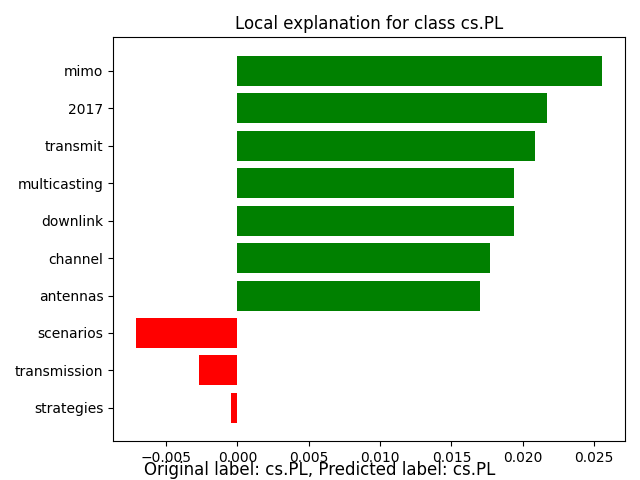 Local explanation for class cs.PL
mimo
2017
transmit
multicasting
downlink
channel
antennas
scenarios
transmission
strategies
−0.005 0.000 0.005 0.010 0.015 0.020 0.025
Original label: cs.PL, Predicted label: cs.PL